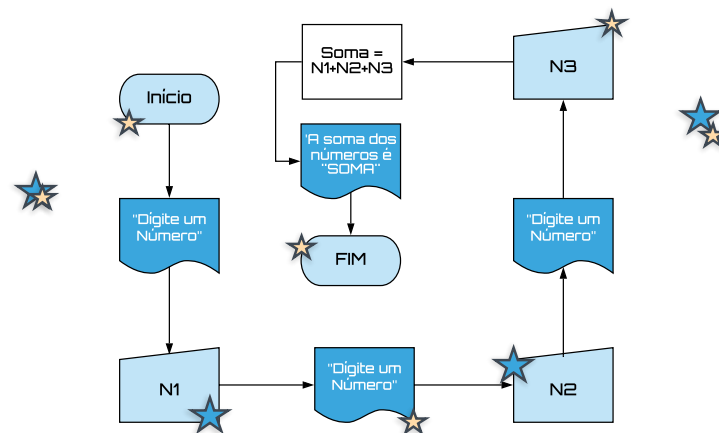 Início
"Digite um
Número"
N1
"Digite um
Número"
N2
"Digite um
Número"
N3
Soma =
N1+N2+N3
'A soma dos
números é
"SOMA"
FIM